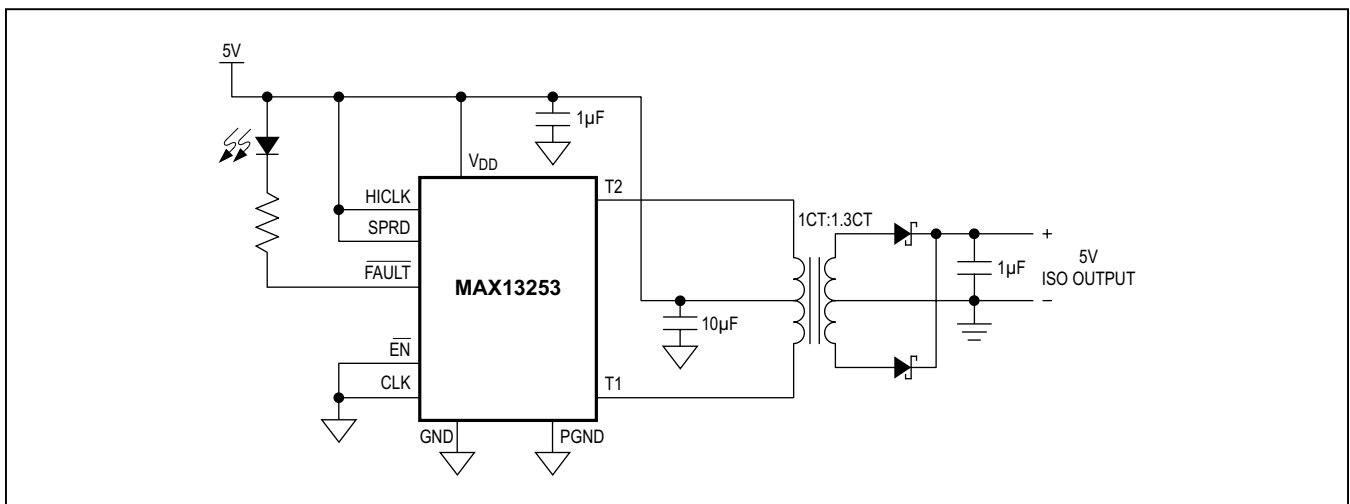 5V
1µF
VDD
HICLK
T2
1CT:1.3CT
SPRD
+
FAULT
MAX13253
1µF
5V
ISO OUTPUT
10µF
−
EN
CLK
T1
GND
PGND